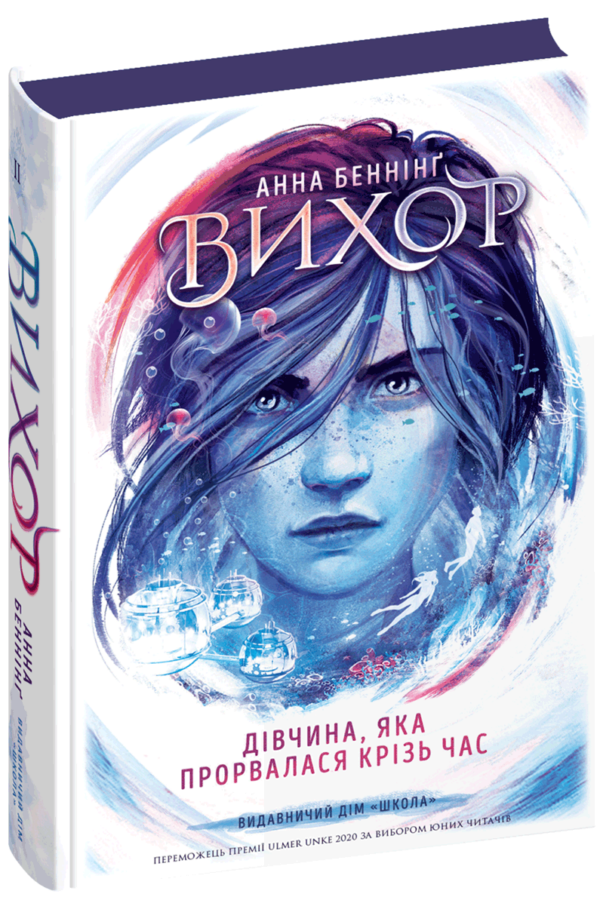 АННА БЕННІНҐ
ВИХОР
ДІВЧИНА, ЯКА
ПРОРВАЛАСЯ КРІЗЬ ЧАС
ВИДАВНИЧИЙ ДІМ «ШКОЛА»
ПЕРЕМОЖЕЦЬ ПРЕМІЇ ULMER UNKE 2020 ЗА ВИБОРОМ ЮНИХ ЧИТАЧІВ
II
ВИХОР
АННА
БЕННІНҐ
ВИДАВНИЧИЙ ДІМ
«ШКОЛА»